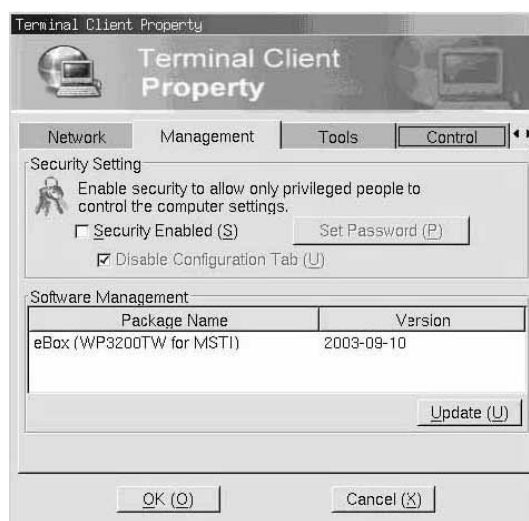 Terminal Client Property
Terminal Client
Property
Network Management Tools Control
Security Setting
Enable security to allow only privileged people to
control the computer settings.
Security Enabled (S) Set Password (P)
Disable Configuration Tab (U)
Software Management
Package Name Version
eBox (WP3200TW for MSTI) 2003-09-10
Update (U)
OK (O) Cancel (X)